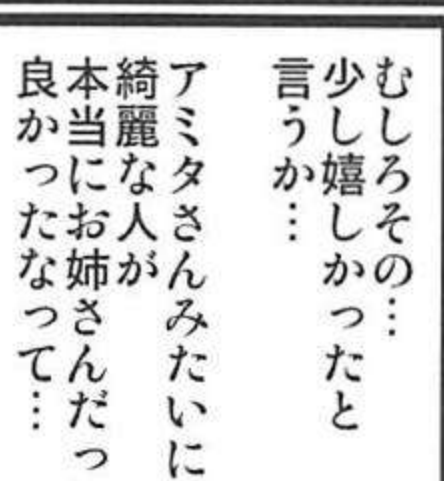 むしろその…
少し嬉しかったと
言うか…
アミタさんみたいに
綺麗な人が
本当にお姉さんだっ
良かったなって…